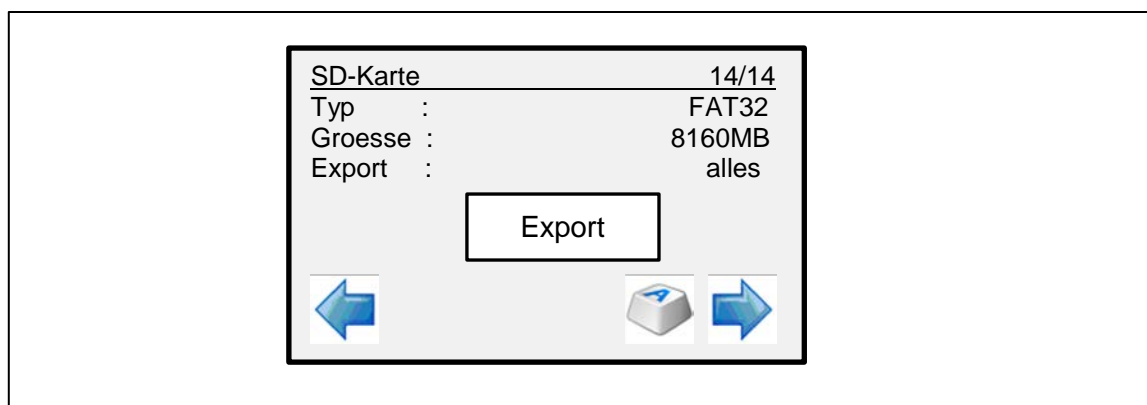 SD-Karte 14/14
Typ : FAT32
Groesse : 8160MB
Export : alles
Export
A